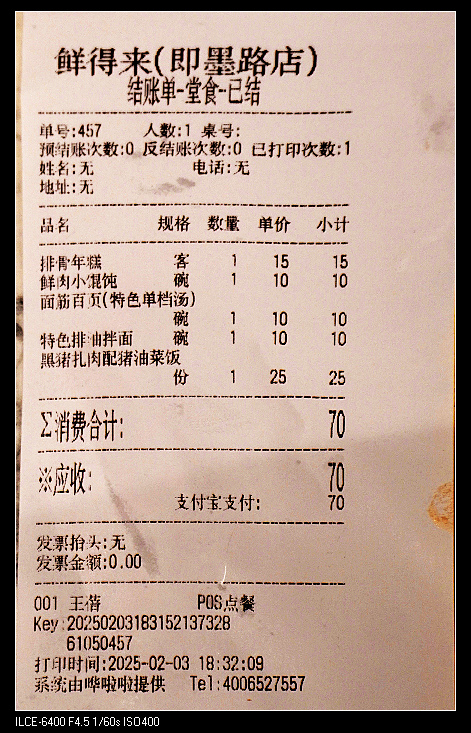 鲜得来(即墨路店)
结账单-堂食-已结
单号:457 人数:1 桌号:
预结账次数:0 反结账次数:0 已打印次数:1
姓名:无 电话:无
地址:无
品名 规格 数量 单价 小计
排骨年糕 客 1 15 15
鲜肉小馄饨 碗 1 10 10
面筋百页(特色单档汤)
碗 1 10 10
特色排油拌面 碗 1 10 10
黑猪扎肉配猪油菜饭
份 1 25 25
Σ消费合计: 70
※应收: 70
支付宝支付: 70
发票抬头:无
发票金额:0.00
001 王蓓 POS点餐
Key:20250203183152137328
61050457
打印时间:2025-02-03 18:32:09
系统由哗啦啦提供 Tel:4006527557
ILCE-6400 F4.5 1/60s ISO400